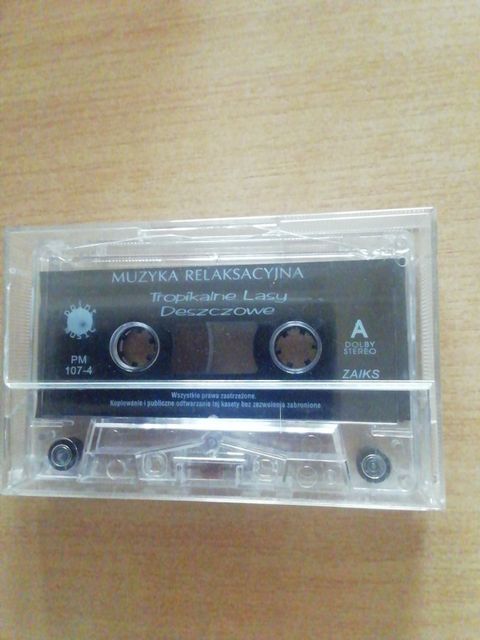 MUZYKA RELAKSACYJNA
Tropikalne Lasy
Deszczowe
PM
107-4
A
DOLBY
STEREO
ZAIKS
Wszystkie prawa zastrzeżone.
Kopiowanie i publiczne odtwarzanie tej kasety bez zezwolenia zabronione